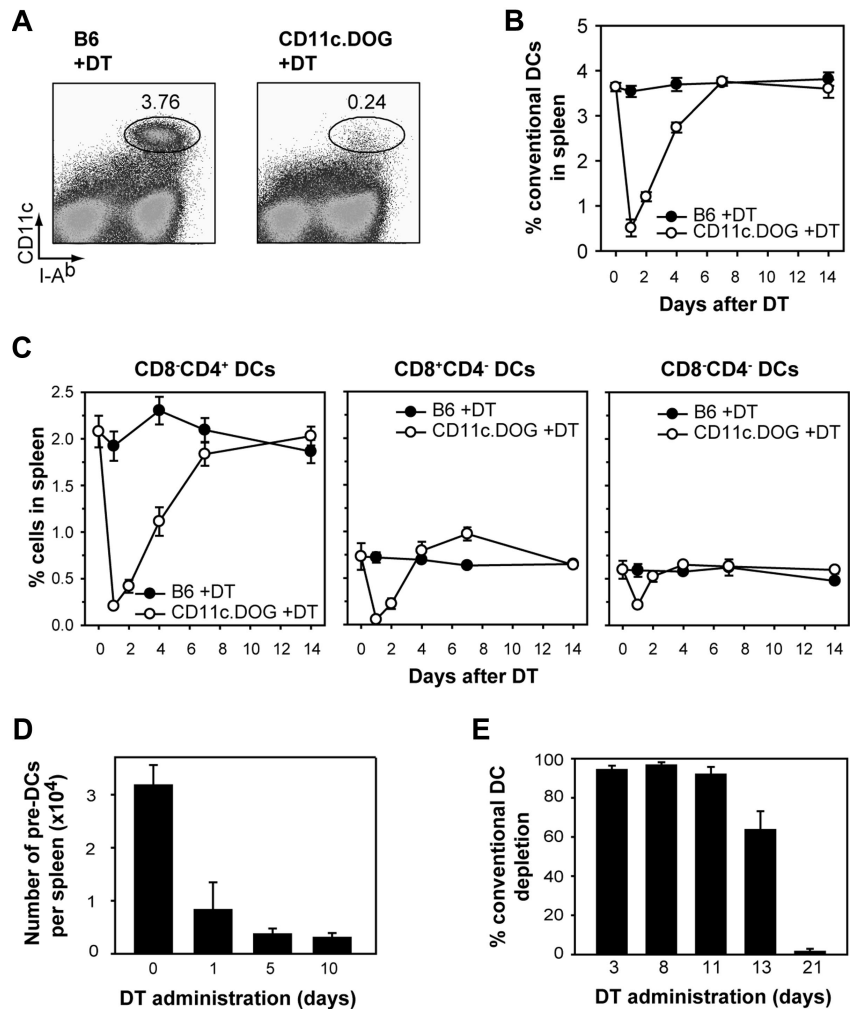 A
B6
+DT
CD11c.DOG
+DT
3.76
0.24
CD11c
I-Aᵇ
B
% conventional DCs
in spleen
5
4
3
2
1
0
B6 +DT
CD11c.DOG +DT
0 2 4 6 8 10 12 14
Days after DT
C
CD8⁻CD4⁺ DCs
CD8⁺CD4⁻ DCs
CD8⁻CD4⁻ DCs
% cells in spleen
2.5
2.0
1.5
1.0
0.5
0.0
B6 +DT
CD11c.DOG +DT
B6 +DT
CD11c.DOG +DT
B6 +DT
CD11c.DOG +DT
0 2 4 6 8 10 12 14
0 2 4 6 8 10 12 14
0 2 4 6 8 10 12 14
Days after DT
D
Number of pre-DCs
per spleen (x10⁴)
3
2
1
0
0 1 5 10
DT administration (days)
E
% conventional DC
depletion
100
80
60
40
20
0
3 8 11 13 21
DT administration (days)